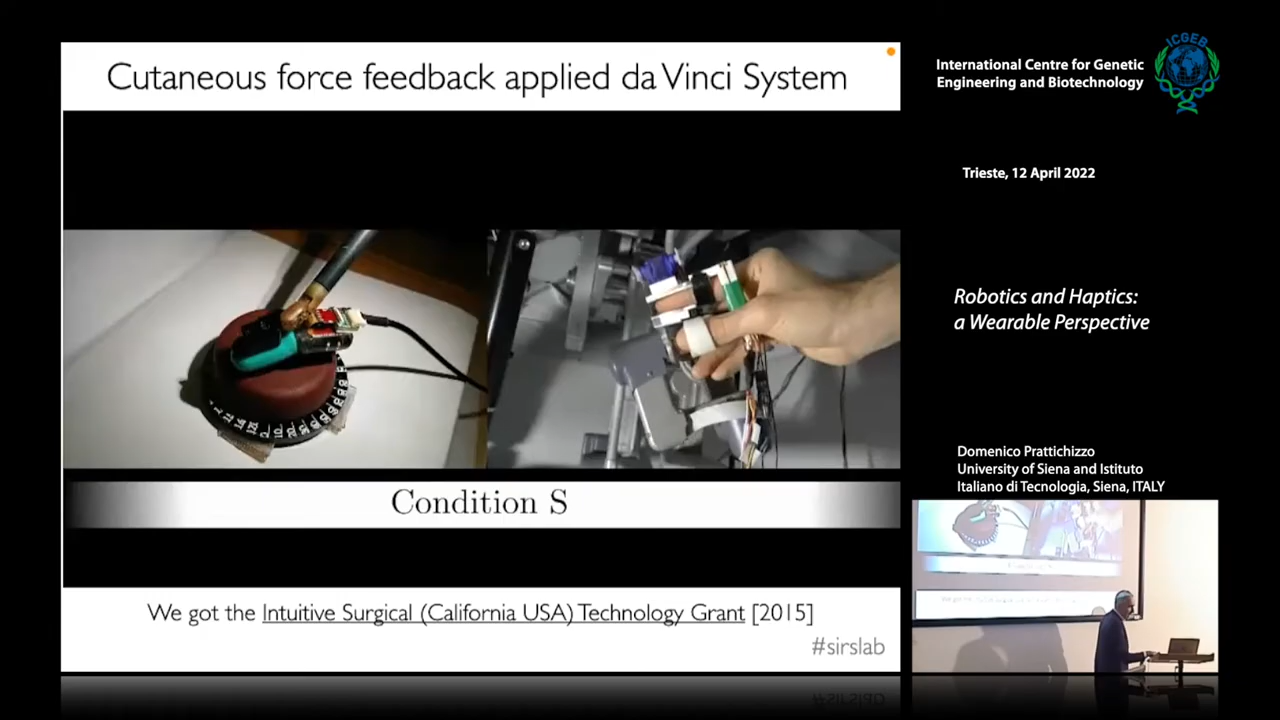 Cutaneous force feedback applied da Vinci System
Condition S
We got the Intuitive Surgical (California USA) Technology Grant [2015]
#sirslab
International Centre for Genetic
Engineering and Biotechnology
ICGEB
Trieste, 12 April 2022
Robotics and Haptics:
a Wearable Perspective
Domenico Prattichizzo
University of Siena and Istituto
Italiano di Tecnologia, Siena, ITALY